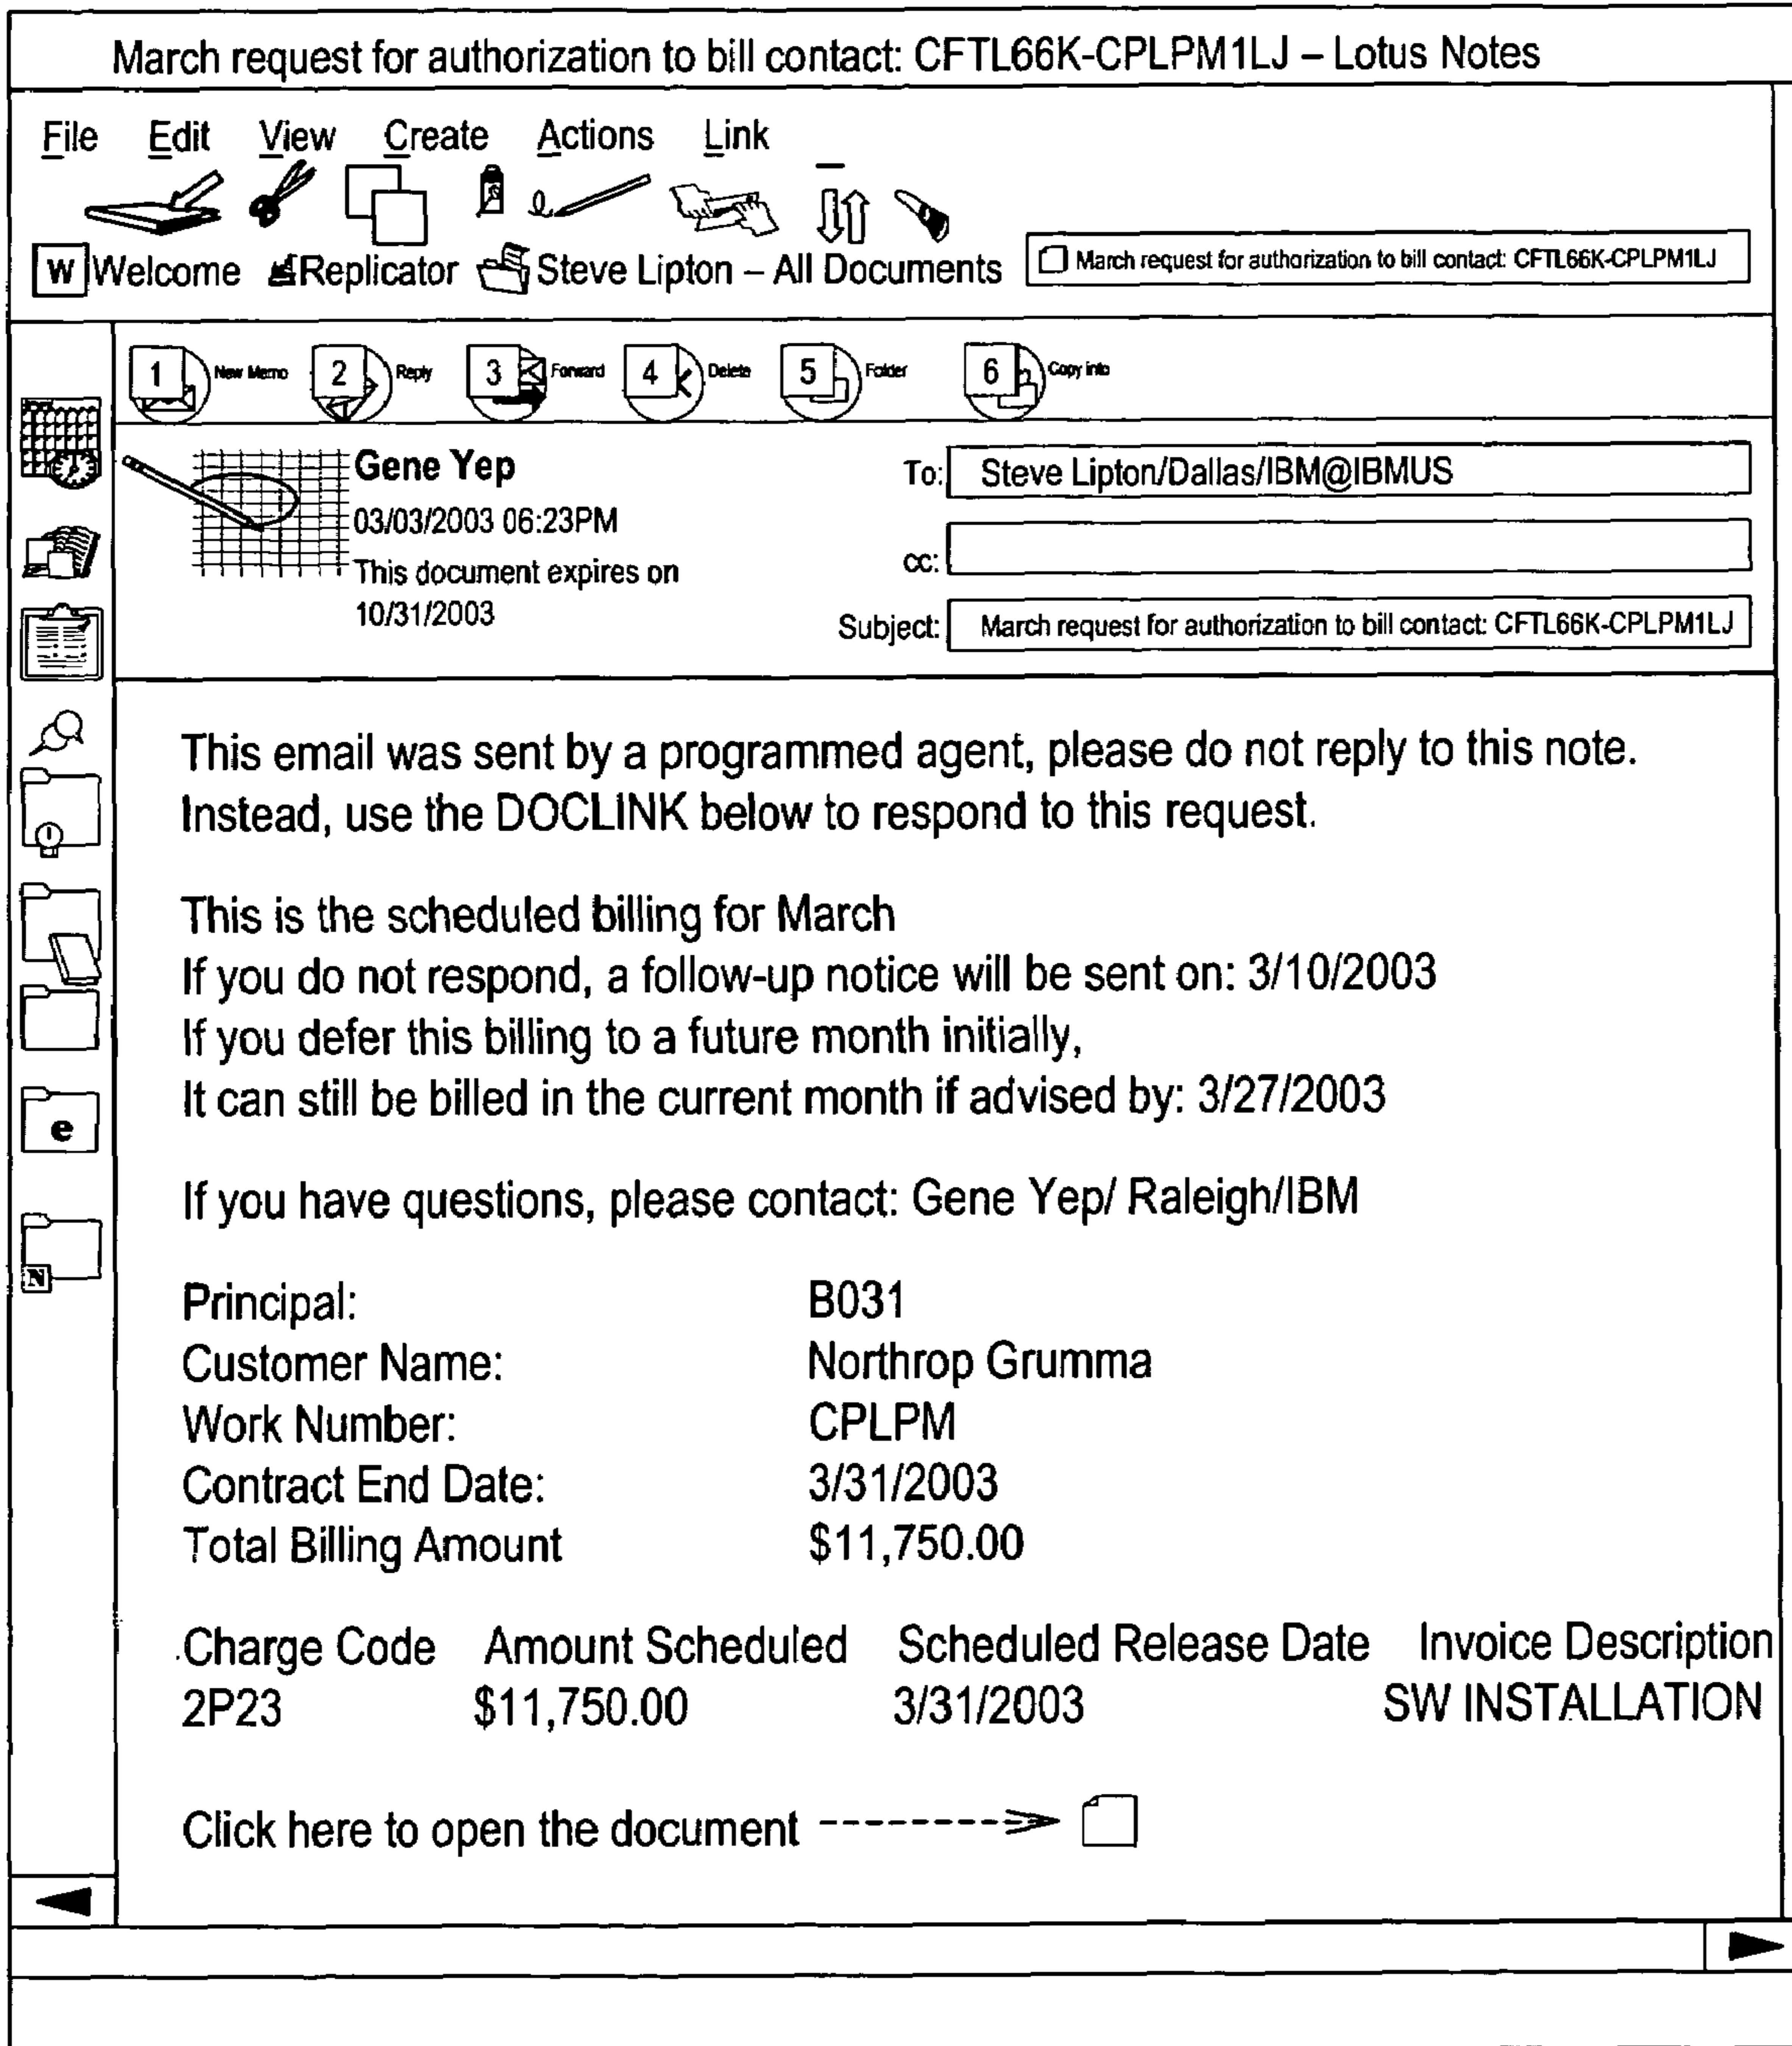 March request for authorization to bill contact: CFTL66K-CPLPM1LJ – Lotus Notes
File Edit View Create Actions Link
W Welcome Replicator Steve Lipton – All Documents March request for authorization to bill contact: CFTL66K-CPLPM1LJ
1 New Memo 2 Reply 3 Forward 4 Delete 5 Folder 6 Copy into
Gene Yep
03/03/2003 06:23PM
This document expires on
10/31/2003
To: Steve Lipton/Dallas/IBM@IBMUS
cc:
Subject: March request for authorization to bill contact: CFTL66K-CPLPM1LJ
This email was sent by a programmed agent, please do not reply to this note.
Instead, use the DOCLINK below to respond to this request.
This is the scheduled billing for March
If you do not respond, a follow-up notice will be sent on: 3/10/2003
If you defer this billing to a future month initially,
It can still be billed in the current month if advised by: 3/27/2003
If you have questions, please contact: Gene Yep/ Raleigh/IBM
Principal: B031
Customer Name: Northrop Grumma
Work Number: CPLPM
Contract End Date: 3/31/2003
Total Billing Amount $11,750.00
Charge Code Amount Scheduled Scheduled Release Date Invoice Description
2P23 $11,750.00 3/31/2003 SW INSTALLATION
Click here to open the document
e
N